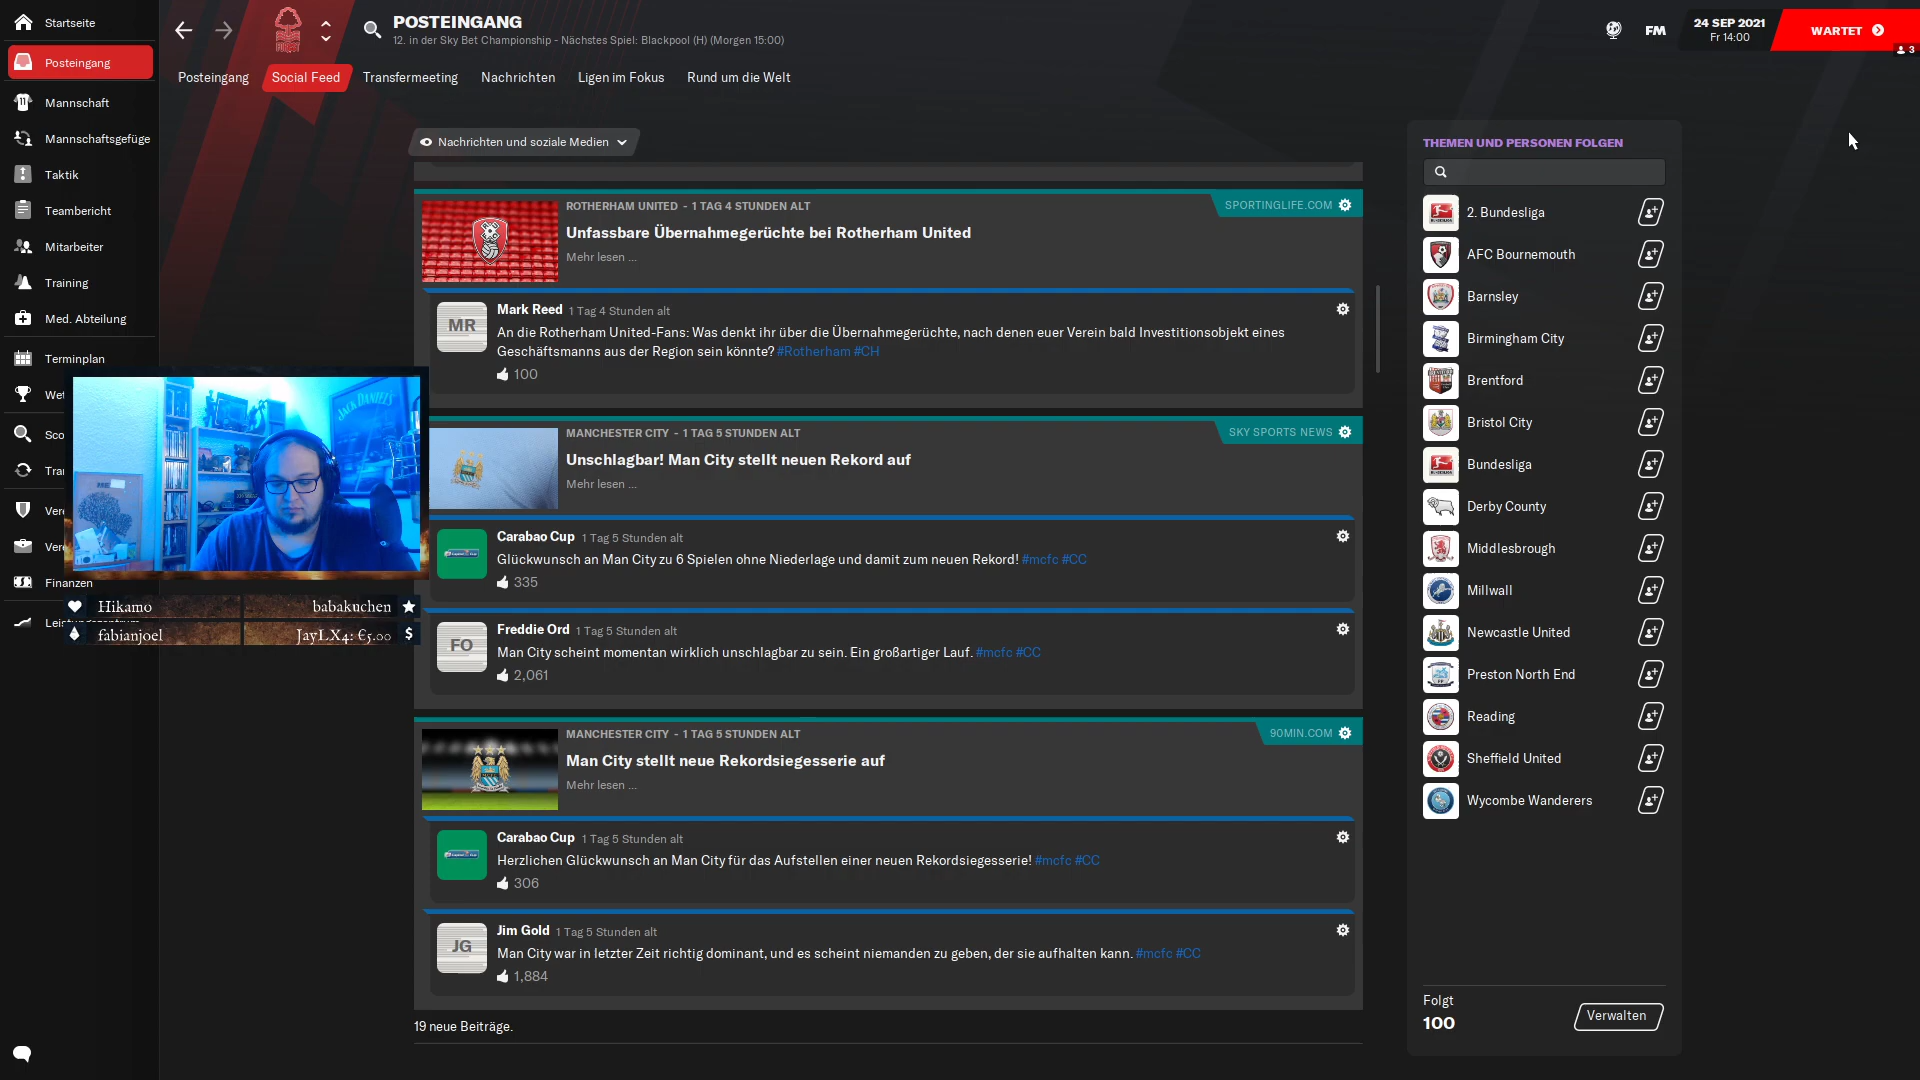 Startseite
Posteingang
Mannschaft
Mannschaftsgefüge
Taktik
Teambericht
Mitarbeiter
Training
Med. Abteilung
Terminplan
Finanzen
POSTEINGANG
12. in der Sky Bet Championship - Nächstes Spiel: Blackpool (H) (Morgen 15:00)
FM
24 SEP 2021
Fr 14:00
WARTET
3
Posteingang
Social Feed
Transfermeeting
Nachrichten
Ligen im Fokus
Rund um die Welt
Nachrichten und soziale Medien
ROTHERHAM UNITED - 1 TAG 4 STUNDEN ALT
SPORTINGLIFE.COM
Unfassbare Übernahmegerüchte bei Rotherham United
Mehr lesen ...
MR
Mark Reed 1 Tag 4 Stunden alt
An die Rotherham United-Fans: Was denkt ihr über die Übernahmegerüchte, nach denen euer Verein bald Investitionsobjekt eines
Geschäftsmanns aus der Region sein könnte? #Rotherham #CH
100
MANCHESTER CITY - 1 TAG 5 STUNDEN ALT
SKY SPORTS NEWS
Unschlagbar! Man City stellt neuen Rekord auf
Mehr lesen ...
Carabao Cup 1 Tag 5 Stunden alt
Glückwunsch an Man City zu 6 Spielen ohne Niederlage und damit zum neuen Rekord! #mcfc #CC
335
FO
Freddie Ord 1 Tag 5 Stunden alt
Man City scheint momentan wirklich unschlagbar zu sein. Ein großartiger Lauf. #mcfc #CC
2,061
MANCHESTER CITY - 1 TAG 5 STUNDEN ALT
90MIN.COM
Man City stellt neue Rekordsiegesserie auf
Mehr lesen ...
Carabao Cup 1 Tag 5 Stunden alt
Herzlichen Glückwunsch an Man City für das Aufstellen einer neuen Rekordsiegesserie! #mcfc #CC
306
JG
Jim Gold 1 Tag 5 Stunden alt
Man City war in letzter Zeit richtig dominant, und es scheint niemanden zu geben, der sie aufhalten kann. #mcfc #CC
1,884
19 neue Beiträge.
JACK DANIEL'S
Hikamo
babakuchen
fabianjoel
JayLX4: €5.00
THEMEN UND PERSONEN FOLGEN
2. Bundesliga
AFC Bournemouth
Barnsley
Birmingham City
Brentford
Bristol City
Bundesliga
Derby County
Middlesbrough
Millwall
Newcastle United
Preston North End
Reading
Sheffield United
Wycombe Wanderers
Folgt
100
Verwalten